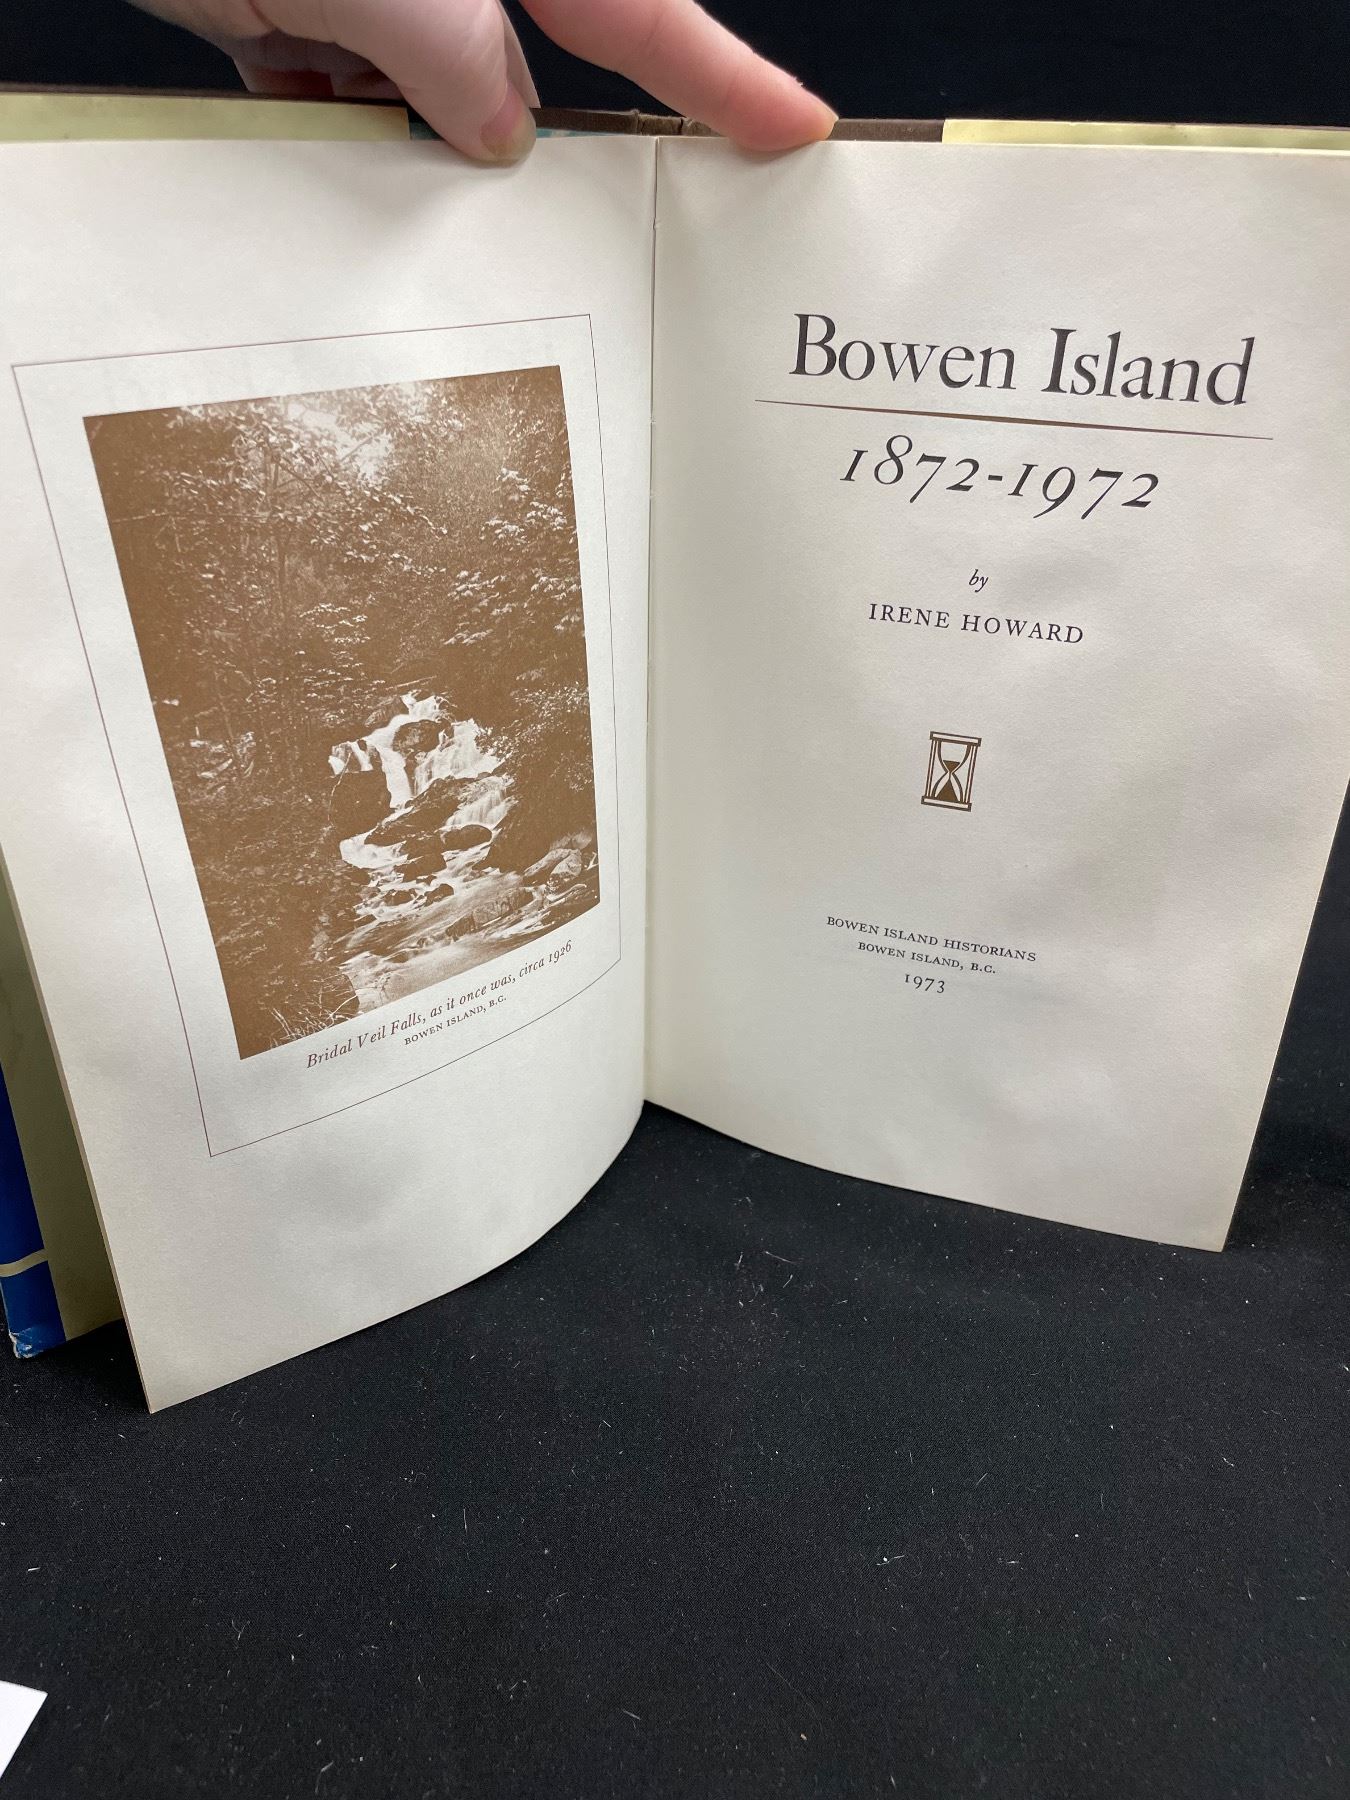 Bridal Veil Falls, as it once was, circa 1926
BOWEN ISLAND, B.C.
Bowen Island
1872-1972
by
IRENE HOWARD
BOWEN ISLAND HISTORIANS
BOWEN ISLAND, B.C.
1973